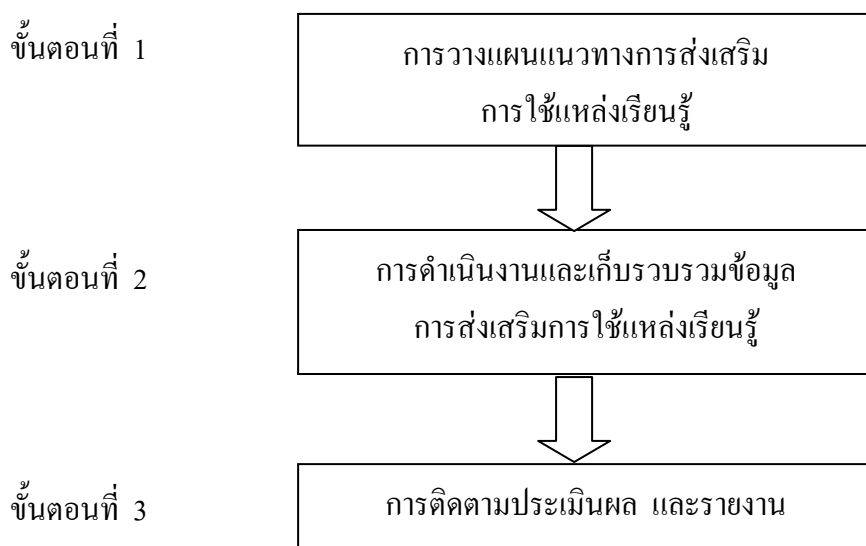 ขั้นตอนที่ 1
การวางแผนแนวทางการส่งเสริม
การใช้แหล่งเรียนรู้
ขั้นตอนที่ 2
การดำเนินงานและเก็บรวบรวมข้อมูล
การส่งเสริมการใช้แหล่งเรียนรู้
ขั้นตอนที่ 3
การติดตามประเมินผล และรายงาน